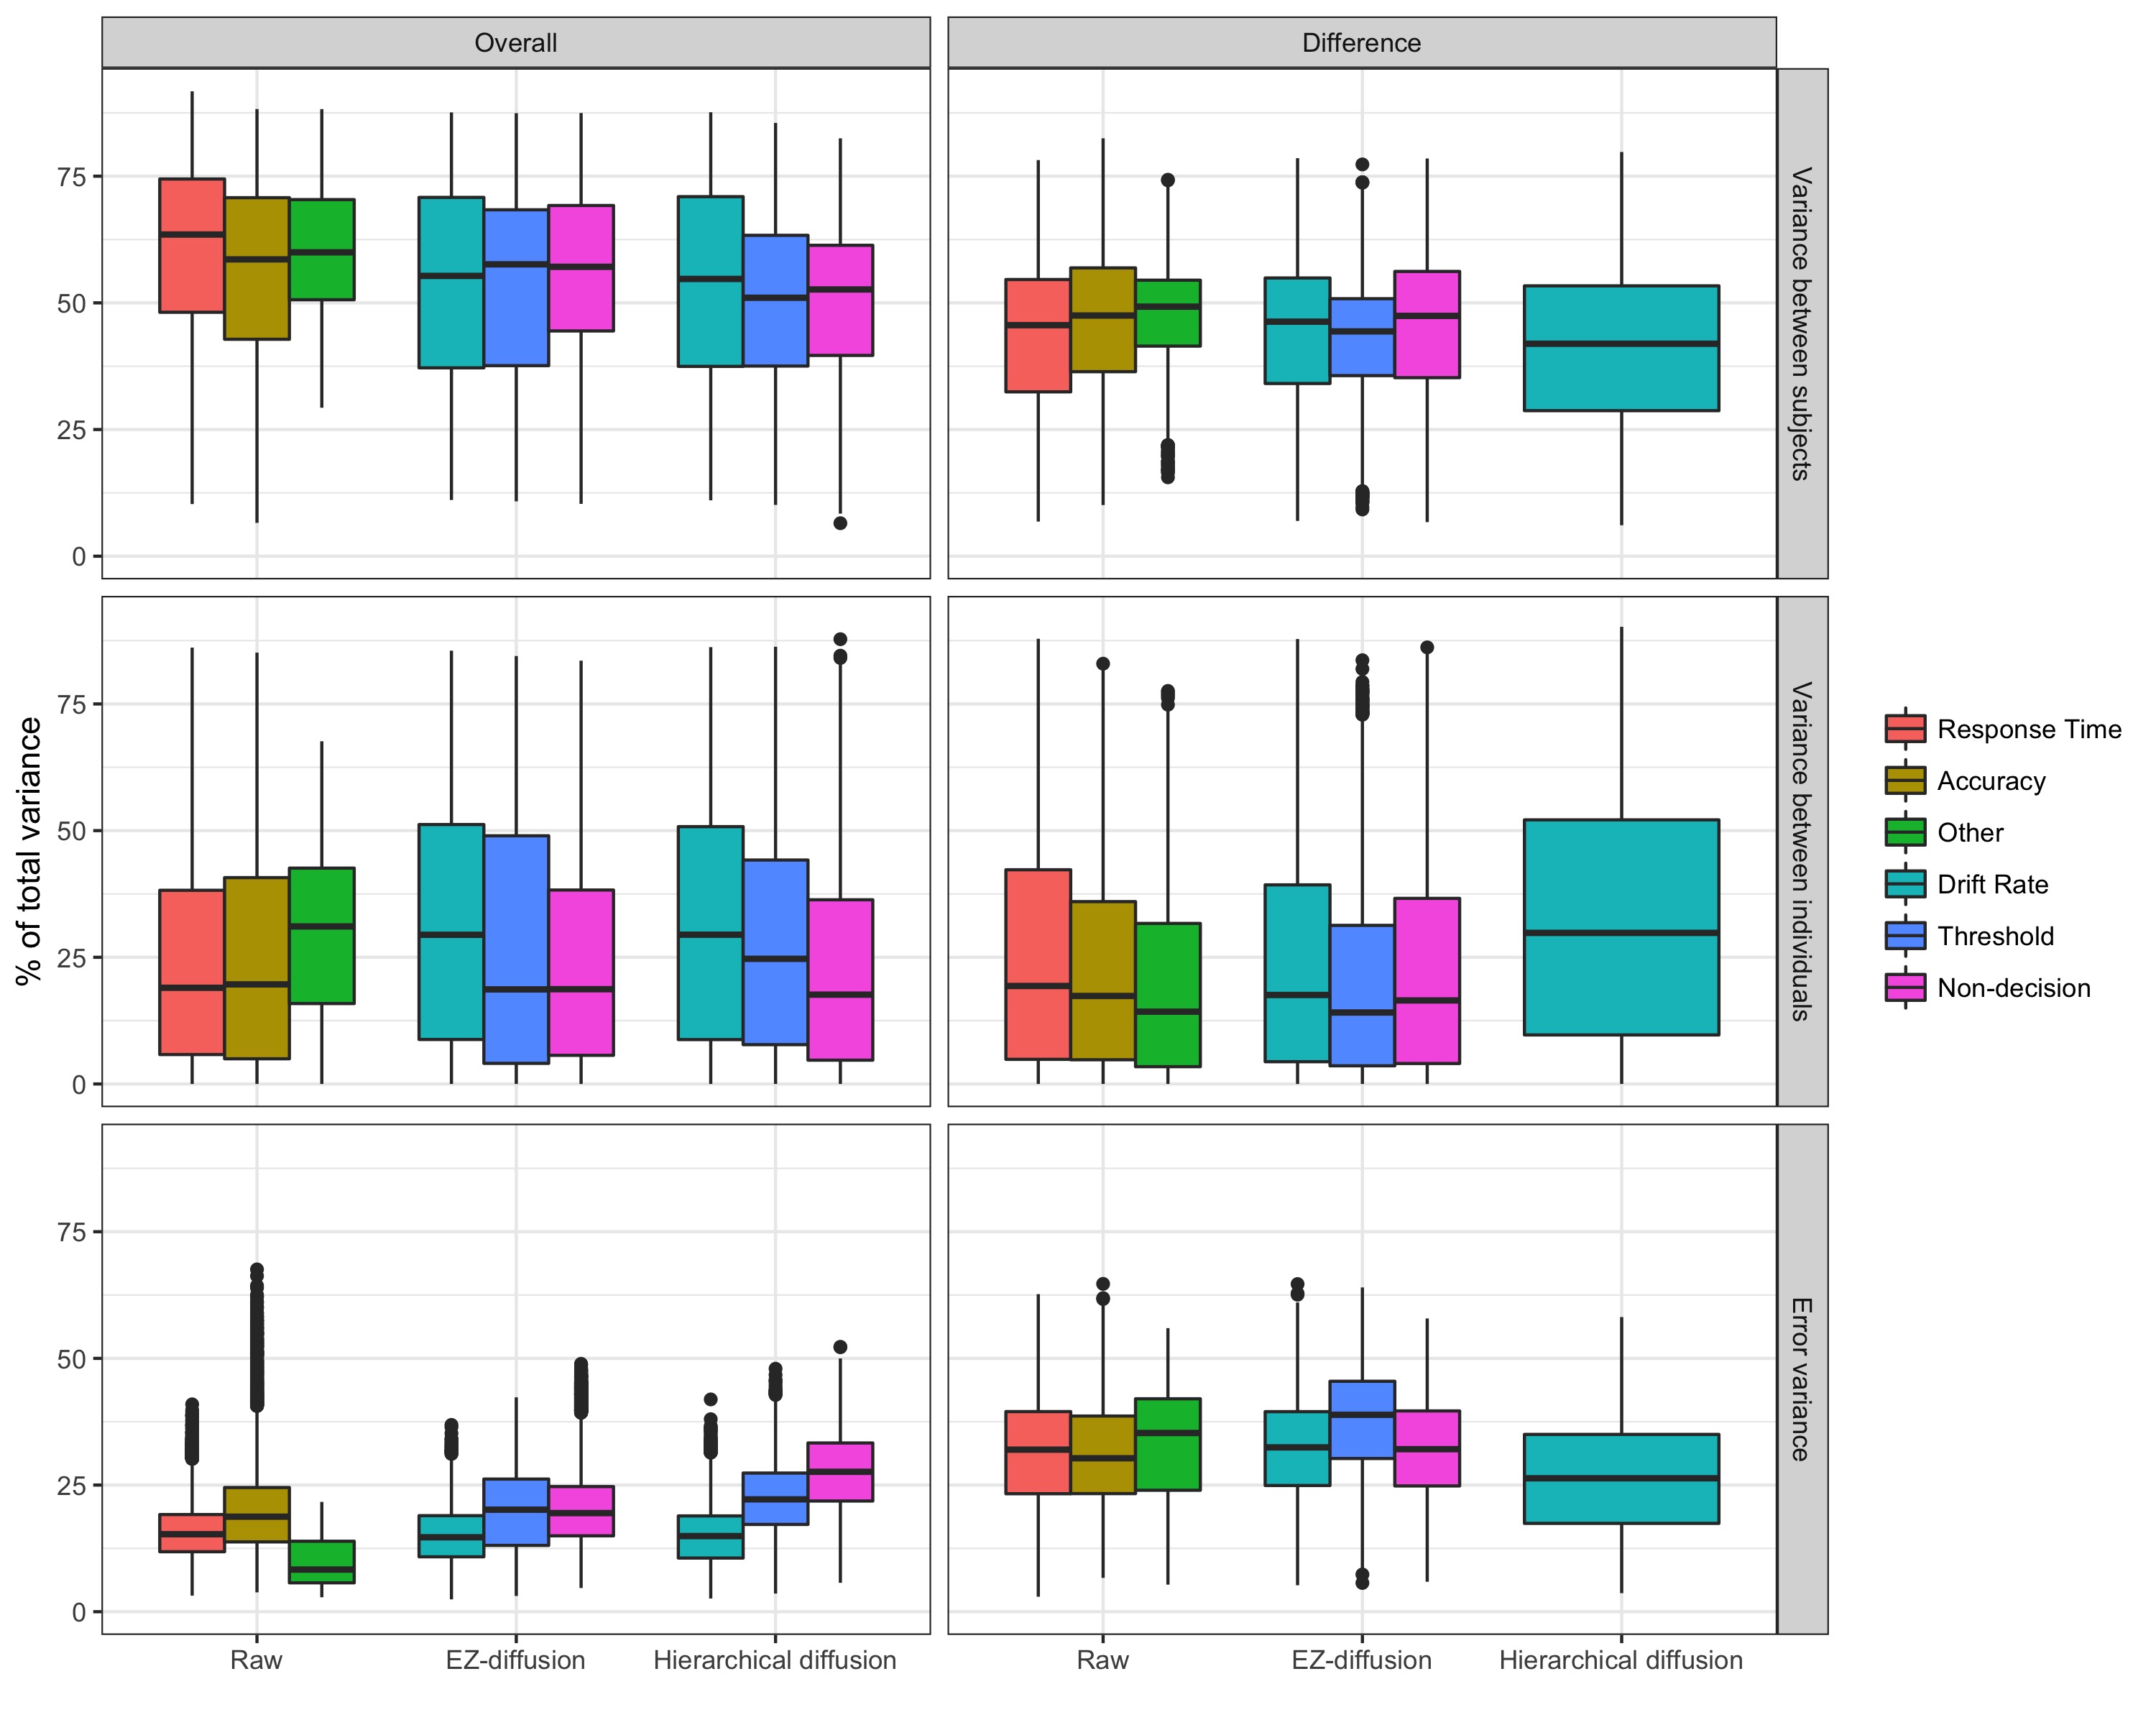 Overall
Difference
% of total variance
75
50
25
0
Variance between subjects
75
50
25
0
Variance between individuals
75
50
25
0
Error variance
Raw
EZ-diffusion
Hierarchical diffusion
Raw
EZ-diffusion
Hierarchical diffusion
Response Time
Accuracy
Other
Drift Rate
Threshold
Non-decision